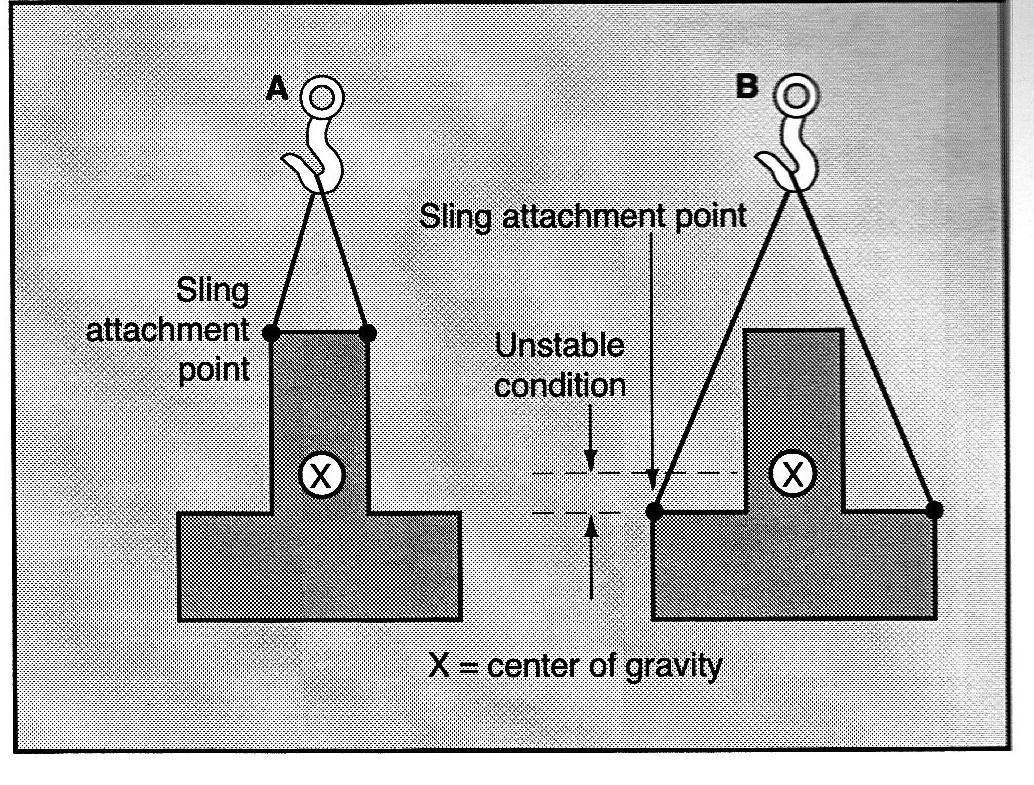 A
B
Sling attachment point
Sling
attachment
point
Unstable
condition
X
X
X = center of gravity